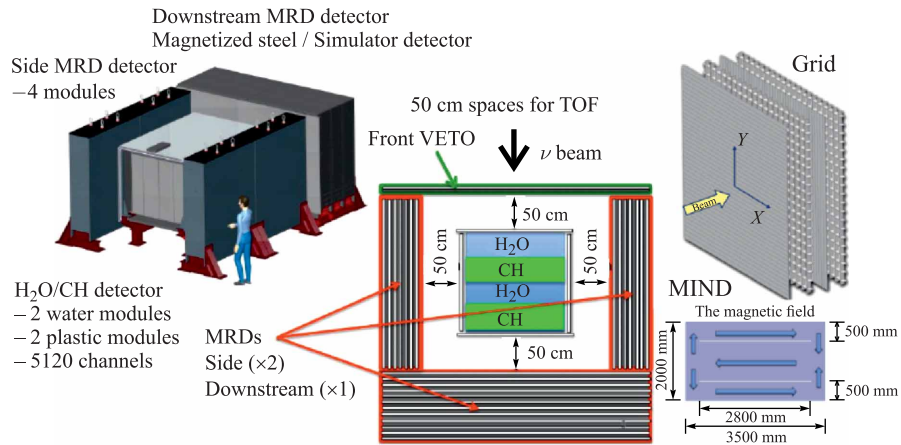 Downstream MRD detector
Magnetized steel / Simulator detector
Side MRD detector
−4 modules
H₂O/CH detector
−2 water modules
−2 plastic modules
−5120 channels
50 cm spaces for TOF
Front VETO
ν beam
50 cm
50 cm
50 cm
H₂O
CH
H₂O
CH
50 cm
MRDs
Side (×2)
Downstream (×1)
Grid
Y
X
Beam
MIND
The magnetic field
2000 mm
500 mm
500 mm
2800 mm
3500 mm